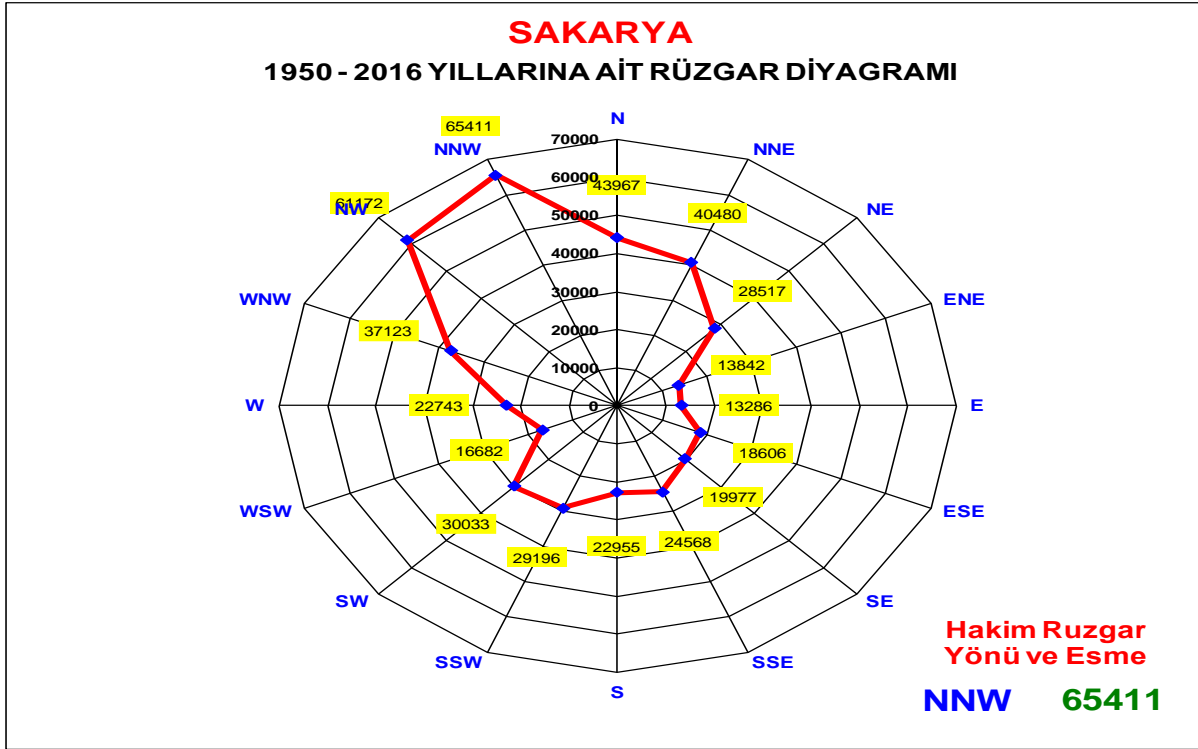 SAKARYA
1950 - 2016 YILLARINA AİT RÜZGAR DİYAGRAMI
N
65411
NNW
NNE
70000
60000
43967
61172
NW
40480
NE
50000
40000
28517
WNW
ENE
30000
37123
20000
13842
10000
W
22743
0
13286
E
16682
18606
WSW
19977
ESE
30033
24568
29196
22955
SW
SE
Hakim Ruzgar
Yönü ve Esme
SSW
SSE
S
NNW 65411